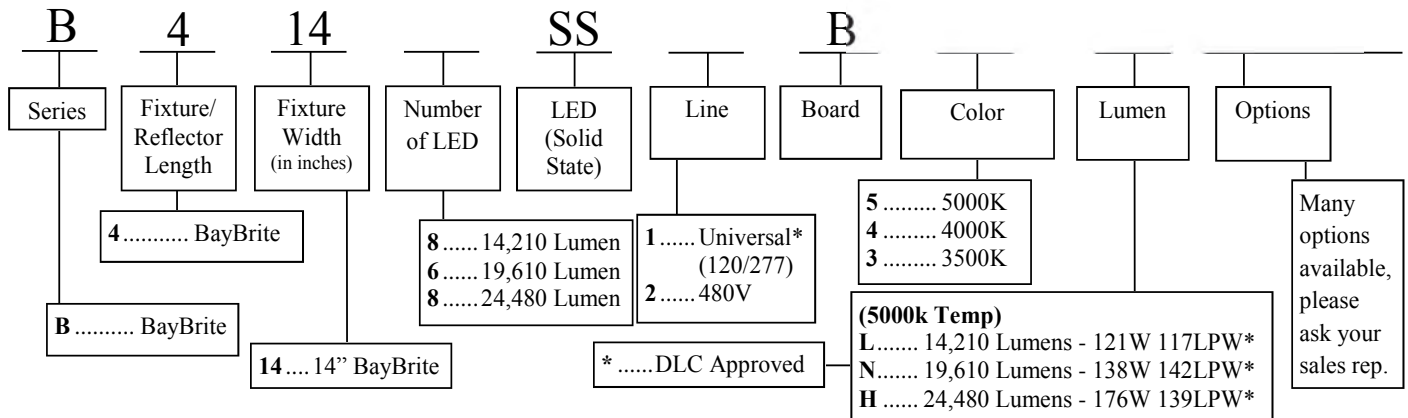 B 4 14 SS B
Series
Fixture/
Reflector
Length
Fixture
Width
(in inches)
Number
of LED
LED
(Solid
State)
Line
Board
Color
Lumen
Options
4 ........... BayBrite
B .......... BayBrite
14 .... 14” BayBrite
8 ...... 14,210 Lumen
6 ...... 19,610 Lumen
8 ...... 24,480 Lumen
1 ...... Universal*
(120/277)
2 ...... 480V
* ......DLC Approved
5 ......... 5000K
4 ......... 4000K
3 ......... 3500K
(5000k Temp)
L....... 14,210 Lumens - 121W 117LPW*
N....... 19,610 Lumens - 138W 142LPW*
H ...... 24,480 Lumens - 176W 139LPW*
Many
options
available,
please
ask your
sales rep.